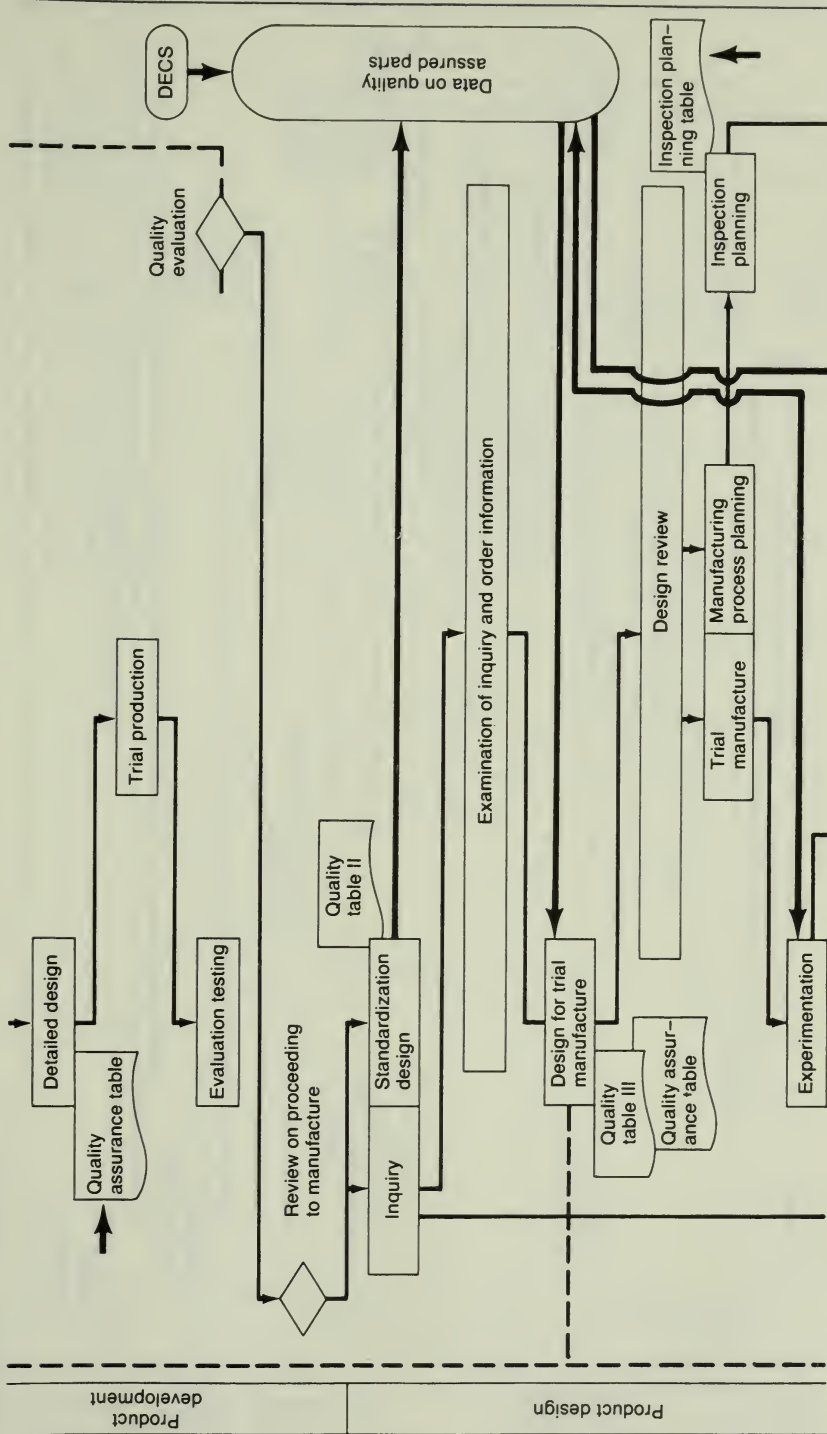 Product
development
Product design
Detailed design
Quality
assurance table
Trial production
Evaluation testing
Quality
evaluation
DECS
Data on quality
assured parts
Review on proceeding
to manufacture
Inquiry
Standardization
design
Quality
table II
Examination of inquiry and order information
Design for trial
manufacture
Quality
table III
Quality assur-
ance table
Design review
Trial
manufacture
Manufacturing
process planning
Inspection
planning
Inspection plan-
ning table
Experimentation